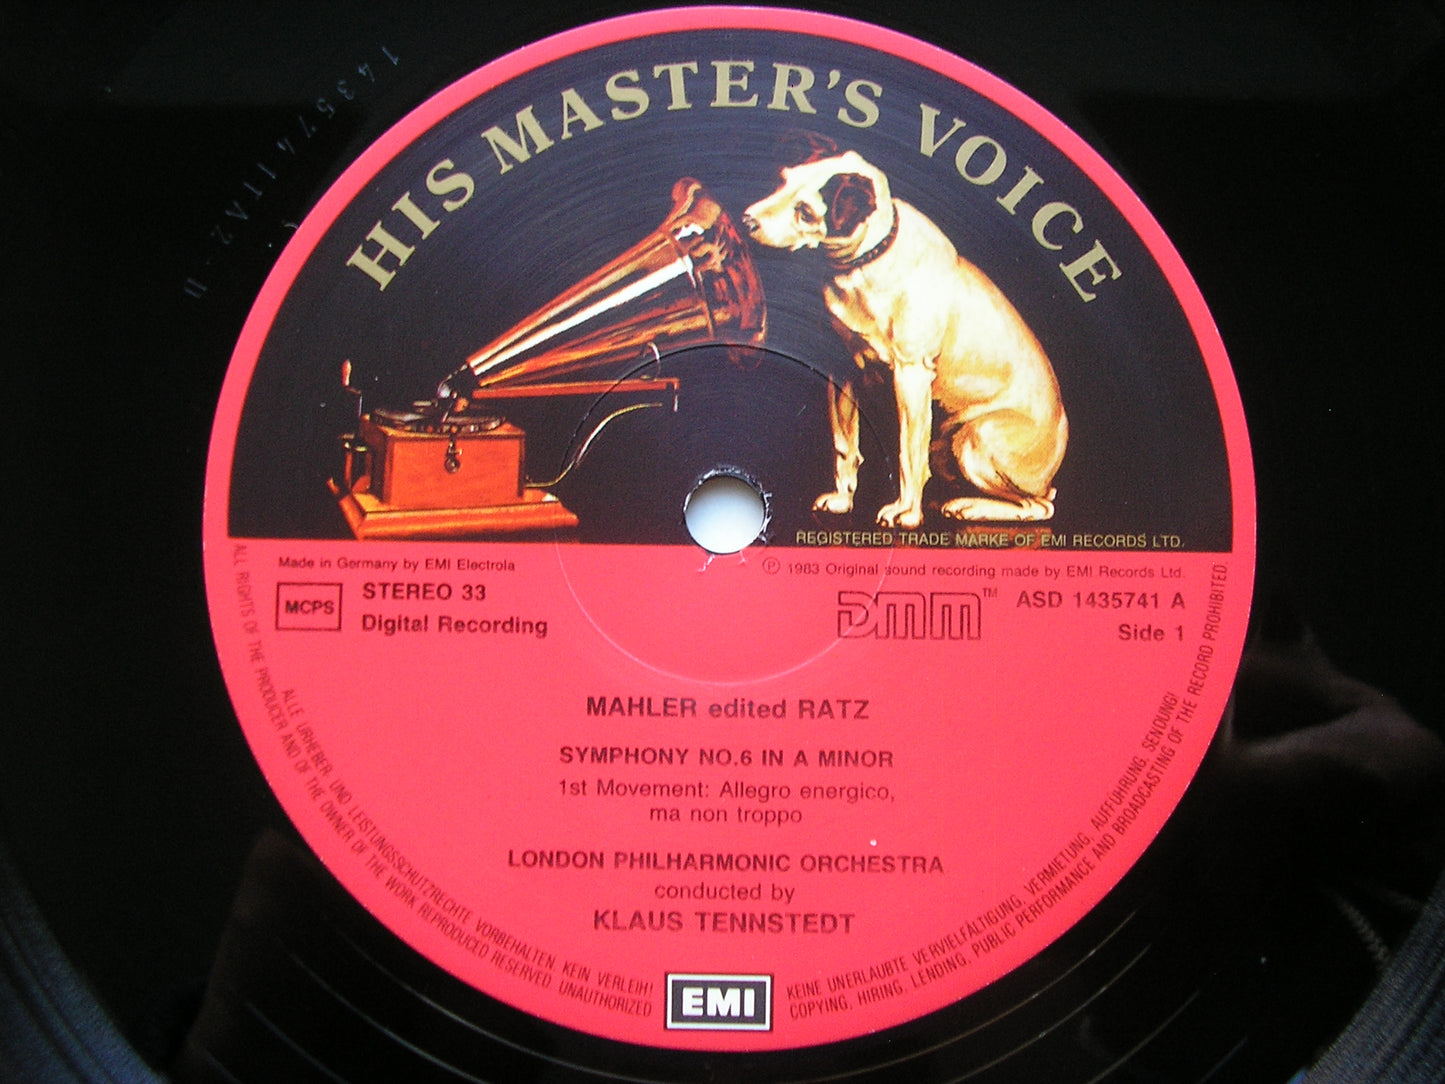 1435741TA2
HIS MASTER'S VOICE
REGISTERED TRADE MARKE OF EMI RECORDS LTD.
Made in Germany by EMI Electrola
℗ 1983 Original sound recording made by EMI Records Ltd.
MCPS
STEREO 33
Digital Recording
DMM™
ASD 1435741 A
Side 1
MAHLER edited RATZ
SYMPHONY NO.6 IN A MINOR
1st Movement: Allegro energico,
ma non troppo
LONDON PHILHARMONIC ORCHESTRA
conducted by
KLAUS TENNSTEDT
EMI
ALLE URHEBER UND LEISTUNGSSCHUTZRECHTE VORBEHALTEN. KEIN VERLEIH! KEINE UNERLAUBTE VERVIELFÄLTIGUNG, VERMIETUNG, AUFFÜHRUNG, SENDUNG!
ALL RIGHTS OF THE PRODUCER AND OF THE OWNER OF THE WORK REPRODUCED RESERVED. UNAUTHORIZED COPYING, HIRING, LENDING, PUBLIC PERFORMANCE AND BROADCASTING OF THE RECORD PROHIBITED.